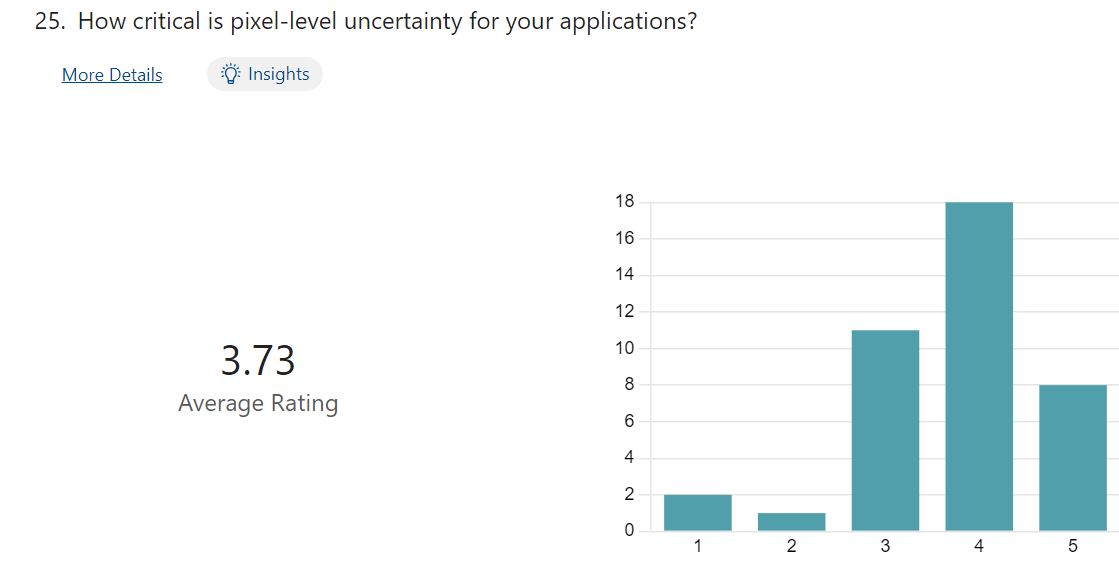 25. How critical is pixel-level uncertainty for your applications?
More Details
Insights
3.73
Average Rating
18
16
14
12
10
8
6
4
2
0
1 2 3 4 5